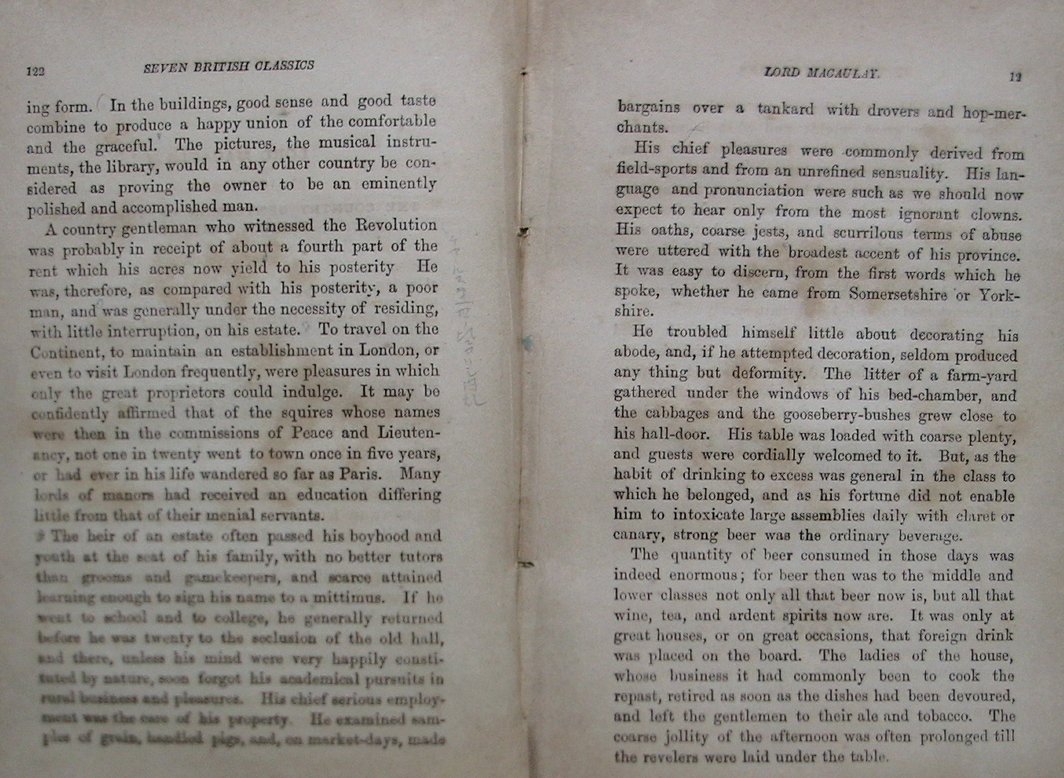 122 SEVEN BRITISH CLASSICS
ing form. In the buildings, good sense and good taste
combine to produce a happy union of the comfortable
and the graceful. The pictures, the musical instru-
ments, the library, would in any other country be con-
sidered as proving the owner to be an eminently
polished and accomplished man.
A country gentleman who witnessed the Revolution
was probably in receipt of about a fourth part of the
rent which his acres now yield to his posterity He
was, therefore, as compared with his posterity, a poor
man, and was generally under the necessity of residing,
with little interruption, on his estate. To travel on the
Continent, to maintain an establishment in London, or
even to visit London frequently, were pleasures in which
only the great proprietors could indulge. It may be
confidently affirmed that of the squires whose names
were then in the commissions of Peace and Lieuten-
ancy, not one in twenty went to town once in five years,
or had ever in his life wandered so far as Paris. Many
lords of manors had received an education differing
little from that of their menial servants.
The heir of an estate often passed his boyhood and
youth at the seat of his family, with no better tutors
than grooms and gamekeepers, and scarce attained
learning enough to sign his name to a mittimus. If he
went to school and to college, he generally returned
before he was twenty to the seclusion of the old hall,
and there, unless his mind were very happily consti-
tuted by nature, soon forgot his academical pursuits in
rural business and pleasures. His chief serious employ-
ment was the care of his property. He examined sam-
ples of grain, handled pigs, and, on market-days, made
LORD MACAULAY. 12
bargains over a tankard with drovers and hop-mer-
chants.
His chief pleasures were commonly derived from
field-sports and from an unrefined sensuality. His lan-
guage and pronunciation were such as we should now
expect to hear only from the most ignorant clowns.
His oaths, coarse jests, and scurrilous terms of abuse
were uttered with the broadest accent of his province.
It was easy to discern, from the first words which he
spoke, whether he came from Somersetshire or York-
shire.
He troubled himself little about decorating his
abode, and, if he attempted decoration, seldom produced
any thing but deformity. The litter of a farm-yard
gathered under the windows of his bed-chamber, and
the cabbages and the gooseberry-bushes grew close to
his hall-door. His table was loaded with coarse plenty,
and guests were cordially welcomed to it. But, as the
habit of drinking to excess was general in the class to
which he belonged, and as his fortune did not enable
him to intoxicate large assemblies daily with claret or
canary, strong beer was the ordinary beverage.
The quantity of beer consumed in those days was
indeed enormous; for beer then was to the middle and
lower classes not only all that beer now is, but all that
wine, tea, and ardent spirits now are. It was only at
great houses, or on great occasions, that foreign drink
was placed on the board. The ladies of the house,
whose business it had commonly been to cook the
repast, retired as soon as the dishes had been devoured,
and left the gentlemen to their ale and tobacco. The
coarse jollity of the afternoon was often prolonged till
the revelers were laid under the table.